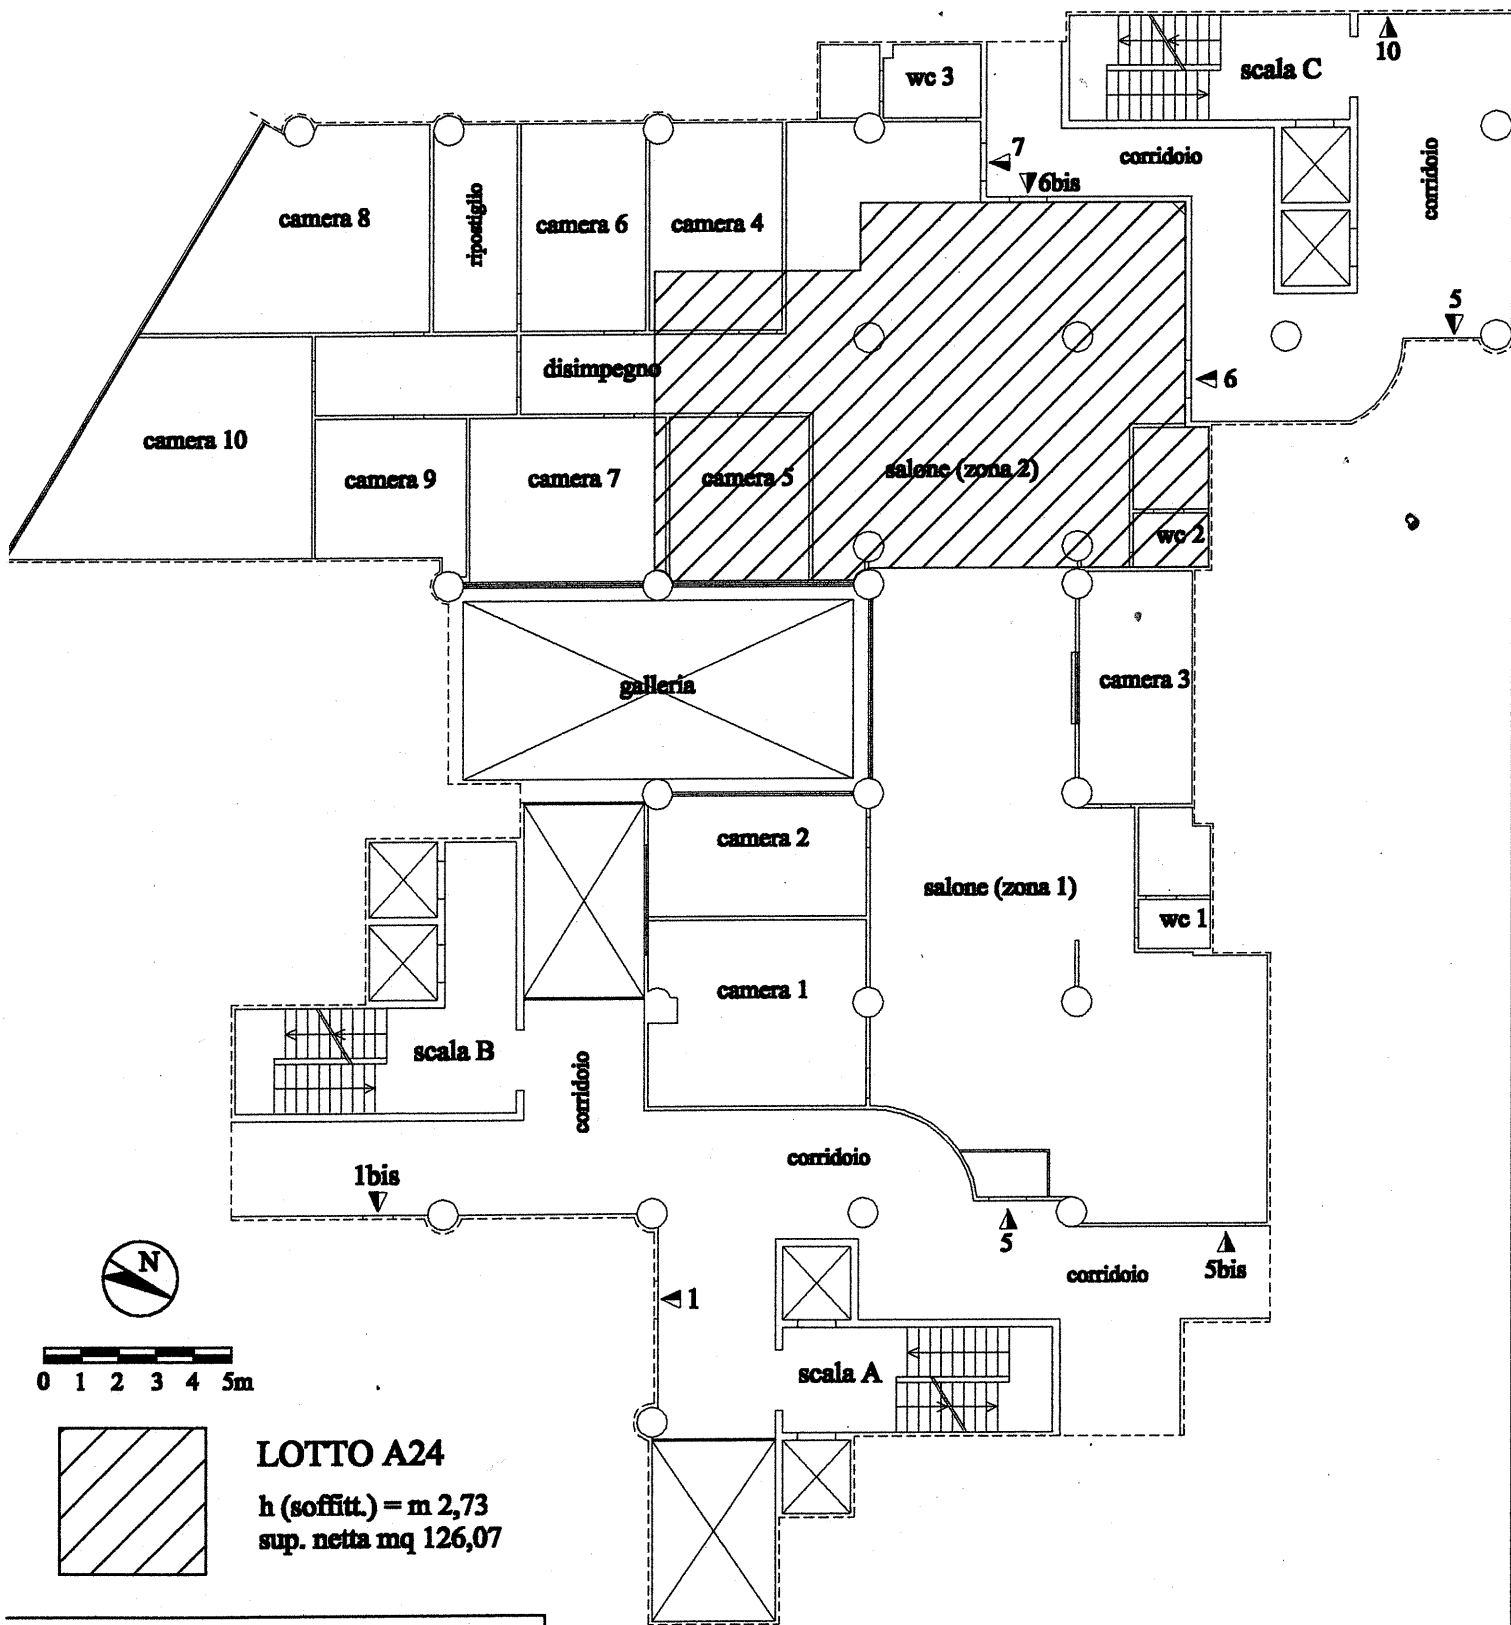 10
scala C
wc 3
7
corridoio
6bis
corridoio
camera 8
ripostiglio
camera 6
camera 4
5
disimpegno
6
camera 10
camera 9
camera 7
camera 5
salone (zona 2)
wc 2
galleria
camera 3
camera 2
salone (zona 1)
wc 1
camera 1
scala B
corridoio
corridoio
1bis
5
5bis
corridoio
N
1
0 1 2 3 4 5m
scala A
LOTTO A24
h (soffitt.) = m 2,73
sup. netta mq 126,07